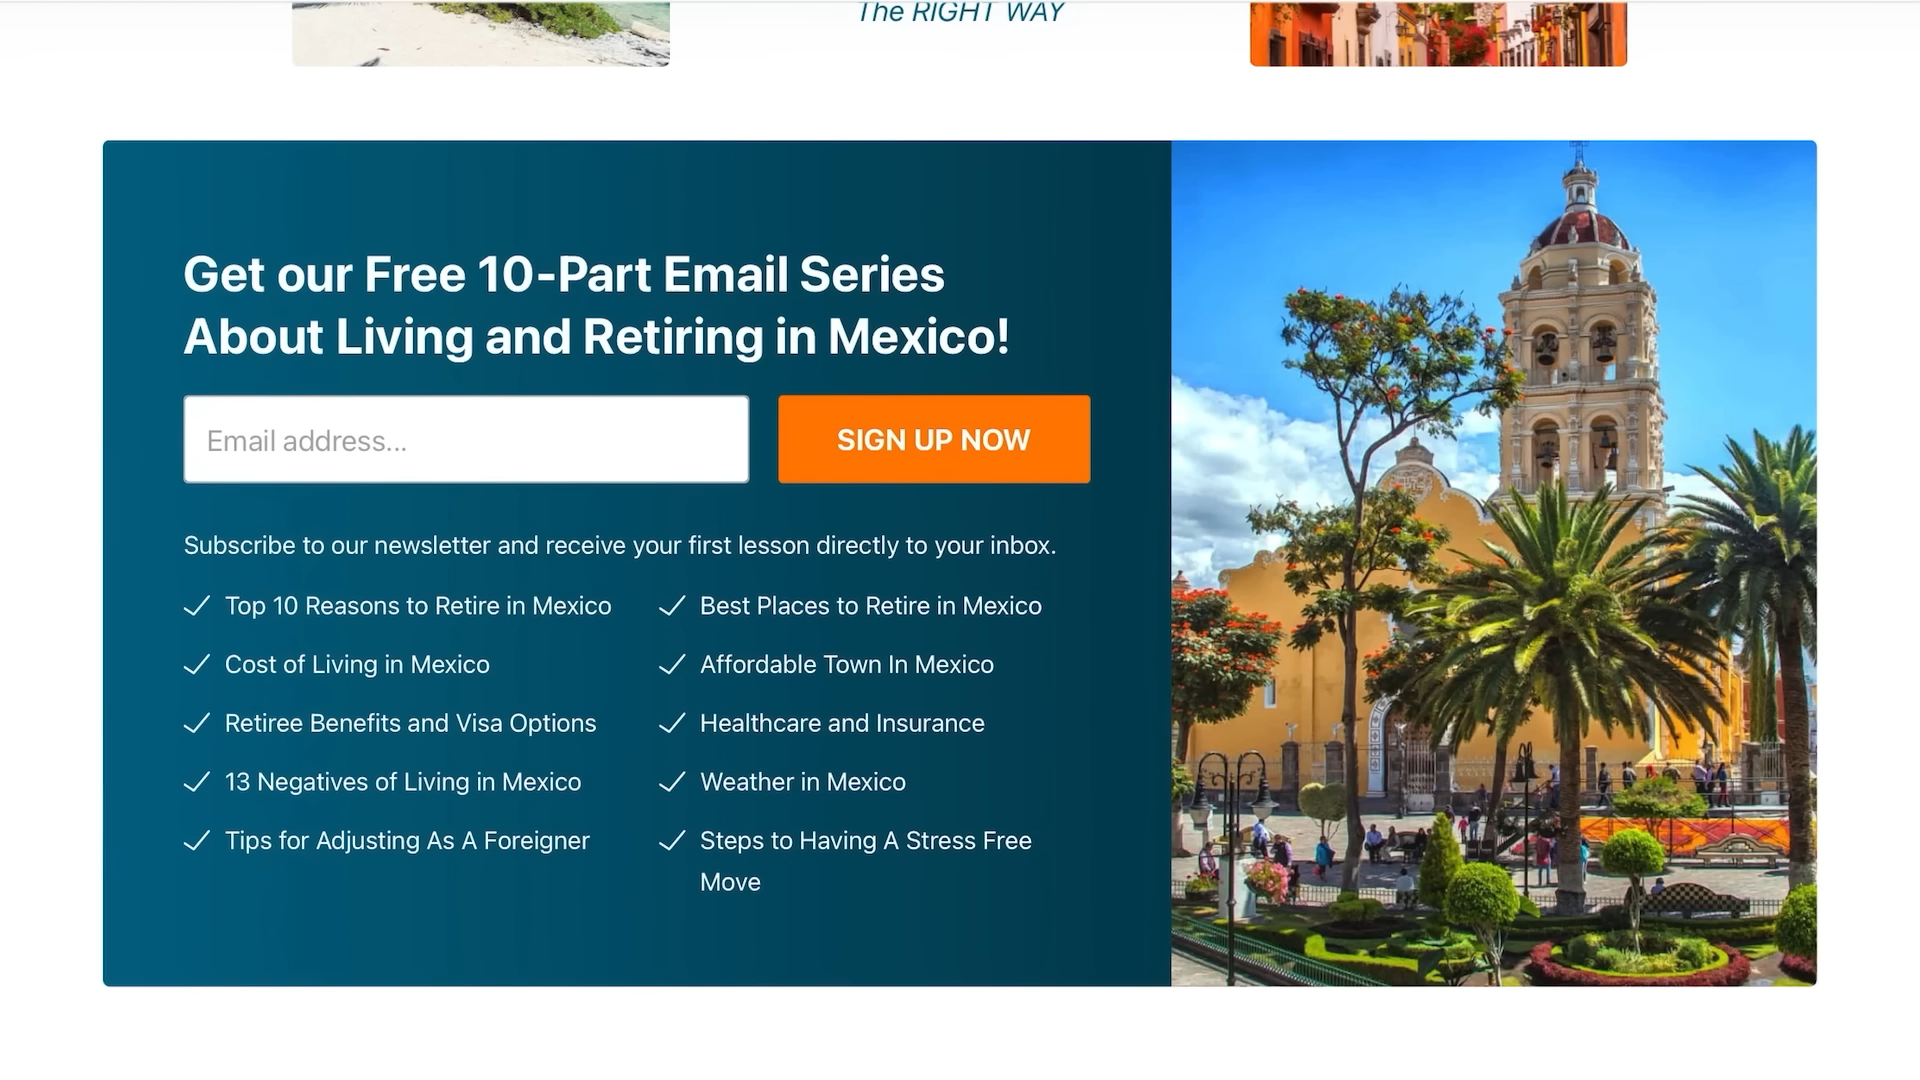 The RIGHT WAY
Get our Free 10-Part Email Series
About Living and Retiring in Mexico!
Email address...
SIGN UP NOW
Subscribe to our newsletter and receive your first lesson directly to your inbox.
Top 10 Reasons to Retire in Mexico
Best Places to Retire in Mexico
Cost of Living in Mexico
Affordable Town In Mexico
Retiree Benefits and Visa Options
Healthcare and Insurance
13 Negatives of Living in Mexico
Weather in Mexico
Tips for Adjusting As A Foreigner
Steps to Having A Stress Free
Move